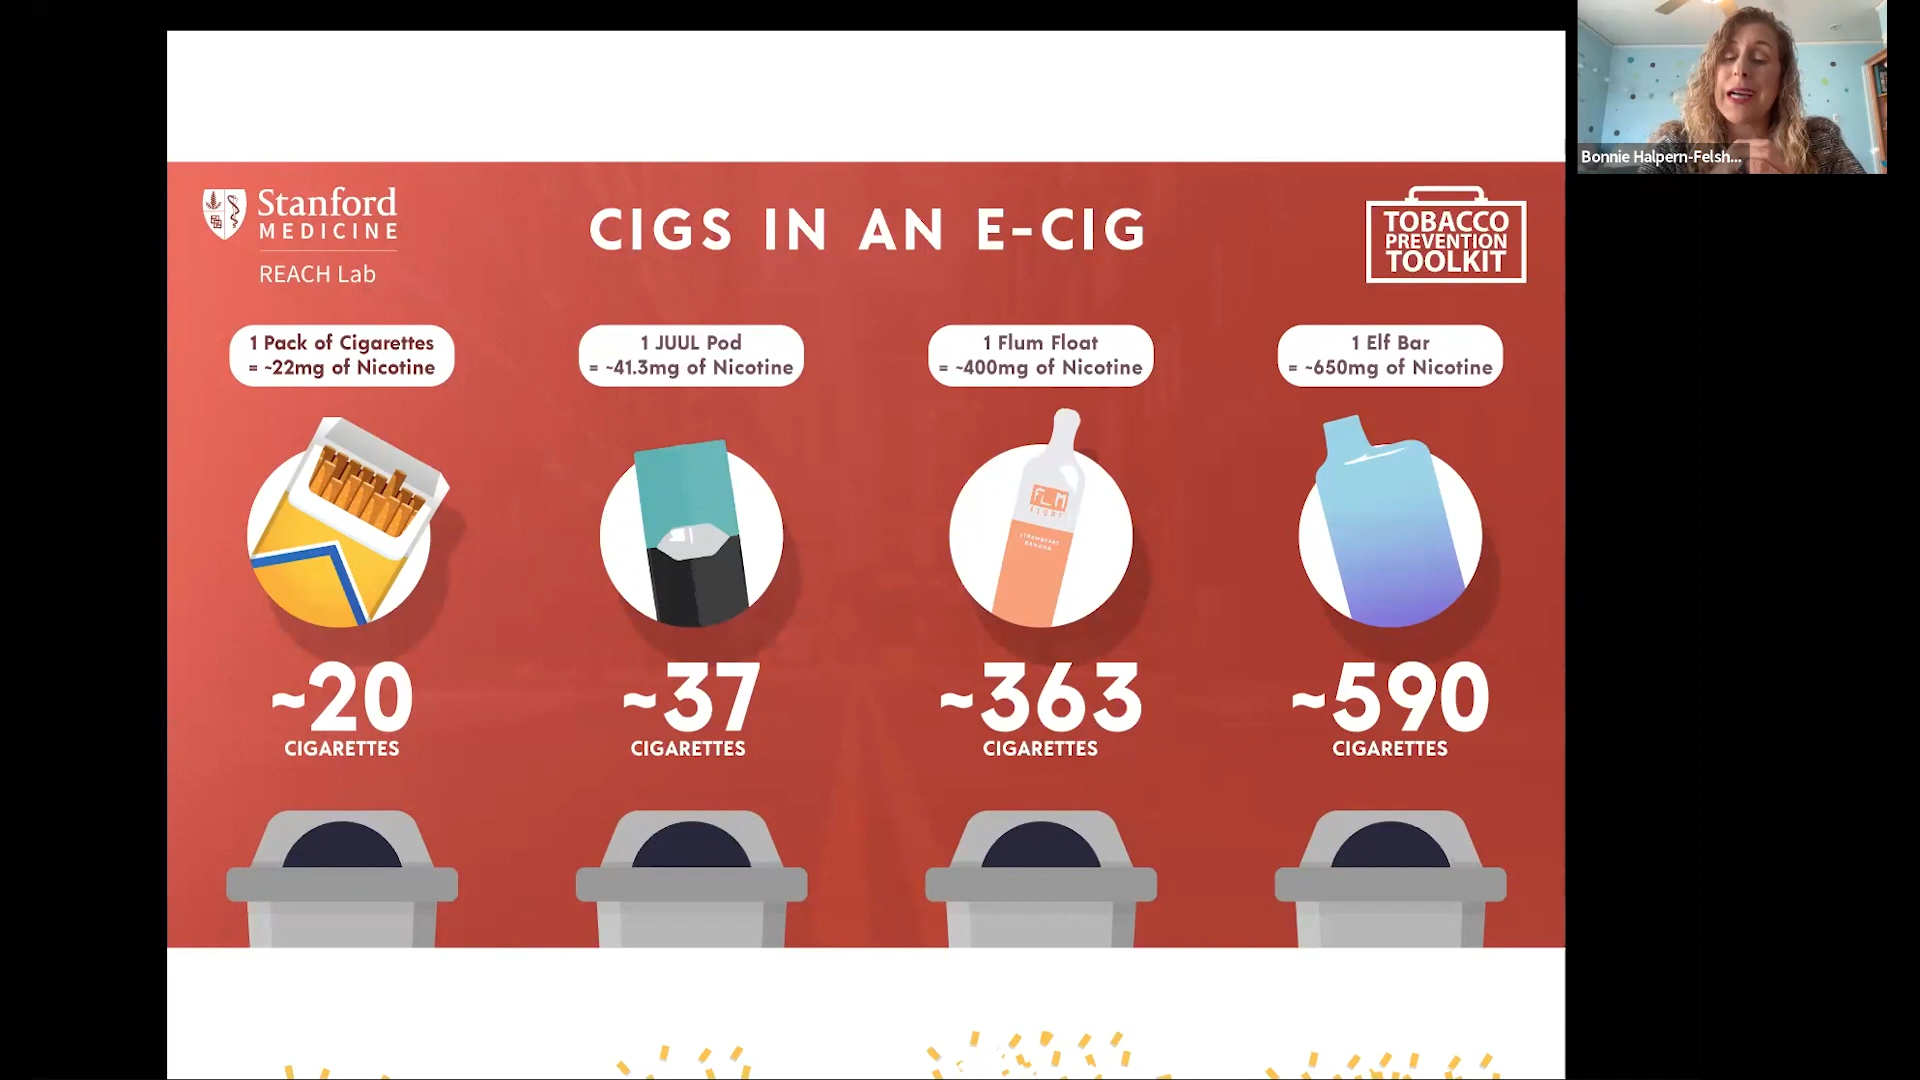 Bonnie Halpern-Felsh...
Stanford
MEDICINE
REACH Lab
CIGS IN AN E-CIG
TOBACCO
PREVENTION
TOOLKIT
1 Pack of Cigarettes
= ~22mg of Nicotine
1 JUUL Pod
= ~41.3mg of Nicotine
1 Flum Float
= ~400mg of Nicotine
1 Elf Bar
= ~650mg of Nicotine
STRAWBERRY
BANANA
~20
CIGARETTES
~37
CIGARETTES
~363
CIGARETTES
~590
CIGARETTES